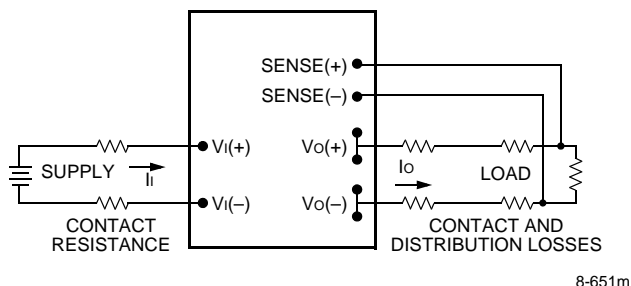 SENSE(+)
SENSE(–)
SUPPLY
II
VI(+)
VO(+)
IO
LOAD
VI(–)
VO(–)
CONTACT
RESISTANCE
CONTACT AND
DISTRIBUTION LOSSES
8-651m